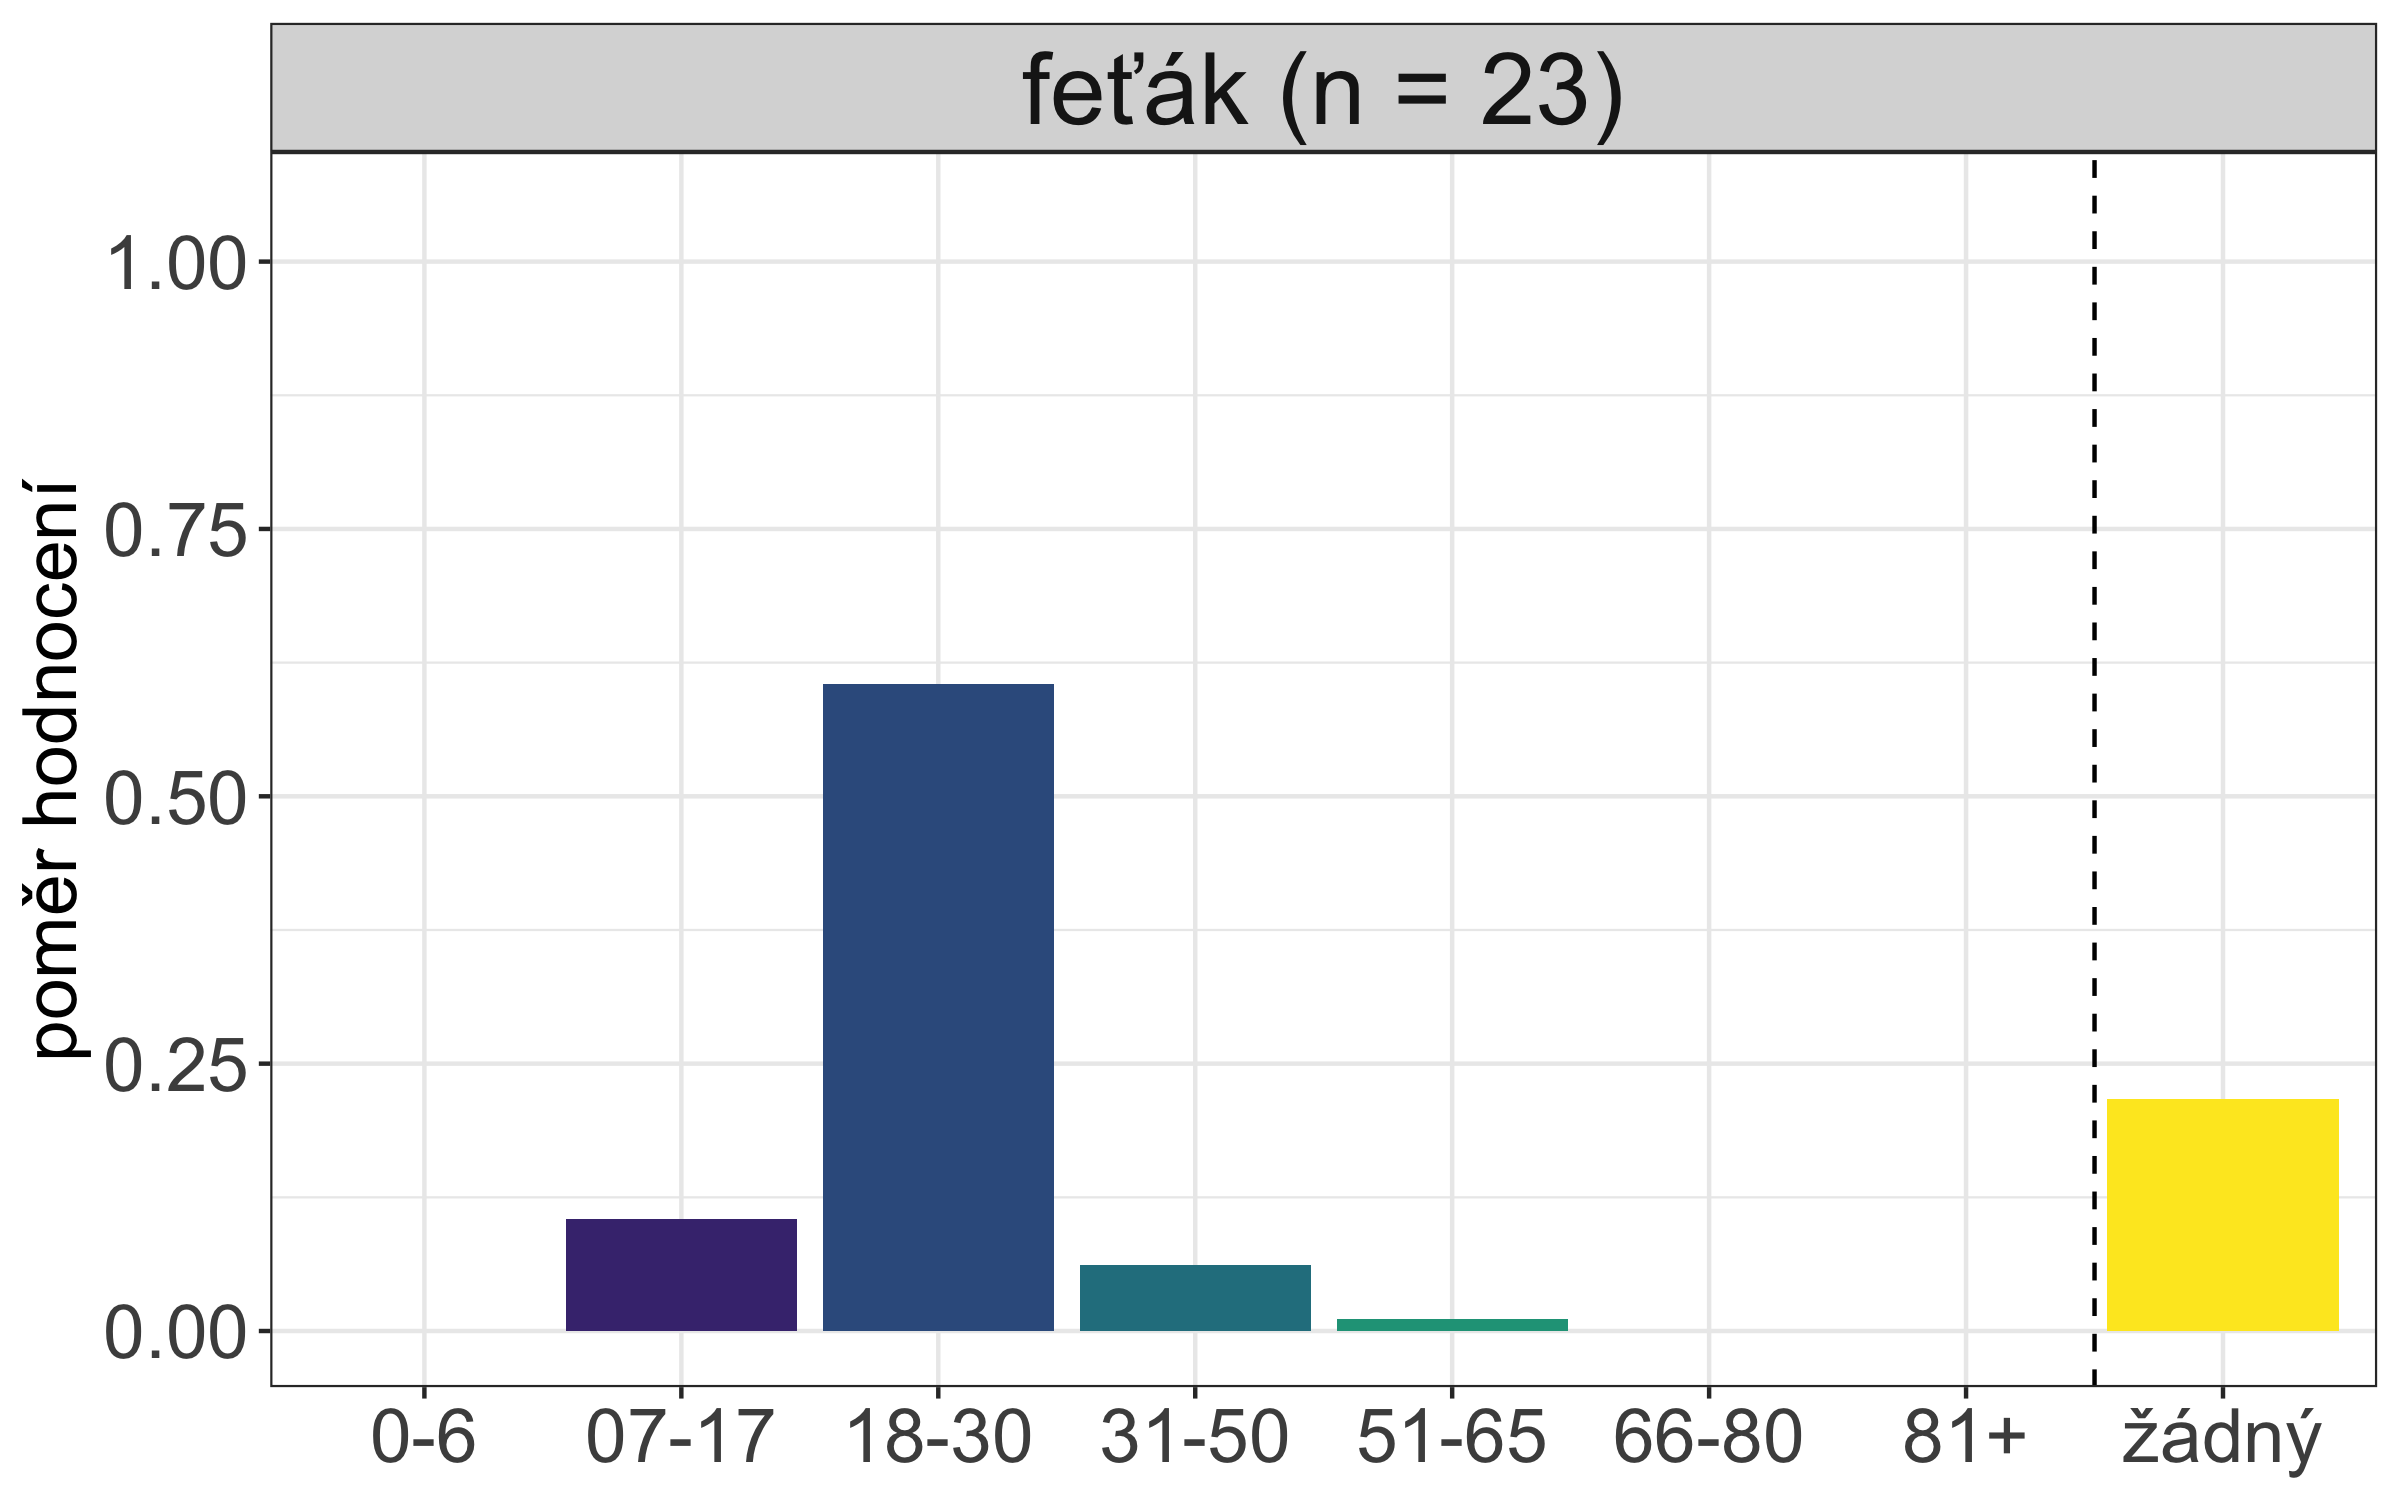 feťák (n = 23)
poměr hodnocení
1.00
0.75
0.50
0.25
0.00
0-6 07-17 18-30 31-50 51-65 66-80 81+ žádný